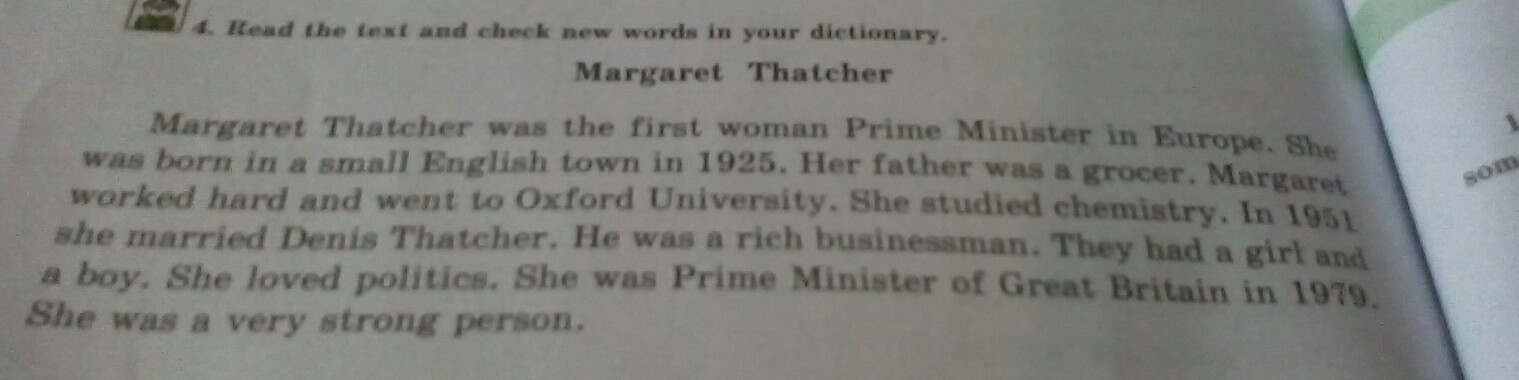 4. Read the text and check new words in your dictionary.
Margaret Thatcher
Margaret Thatcher was the first woman Prime Minister in Europe. She
was born in a small English town in 1925. Her father was a grocer. Margaret
worked hard and went to Oxford University. She studied chemistry. In 1951
she married Denis Thatcher. He was a rich businessman. They had a girl and
a boy. She loved politics. She was Prime Minister of Great Britain in 1979.
She was a very strong person.
som